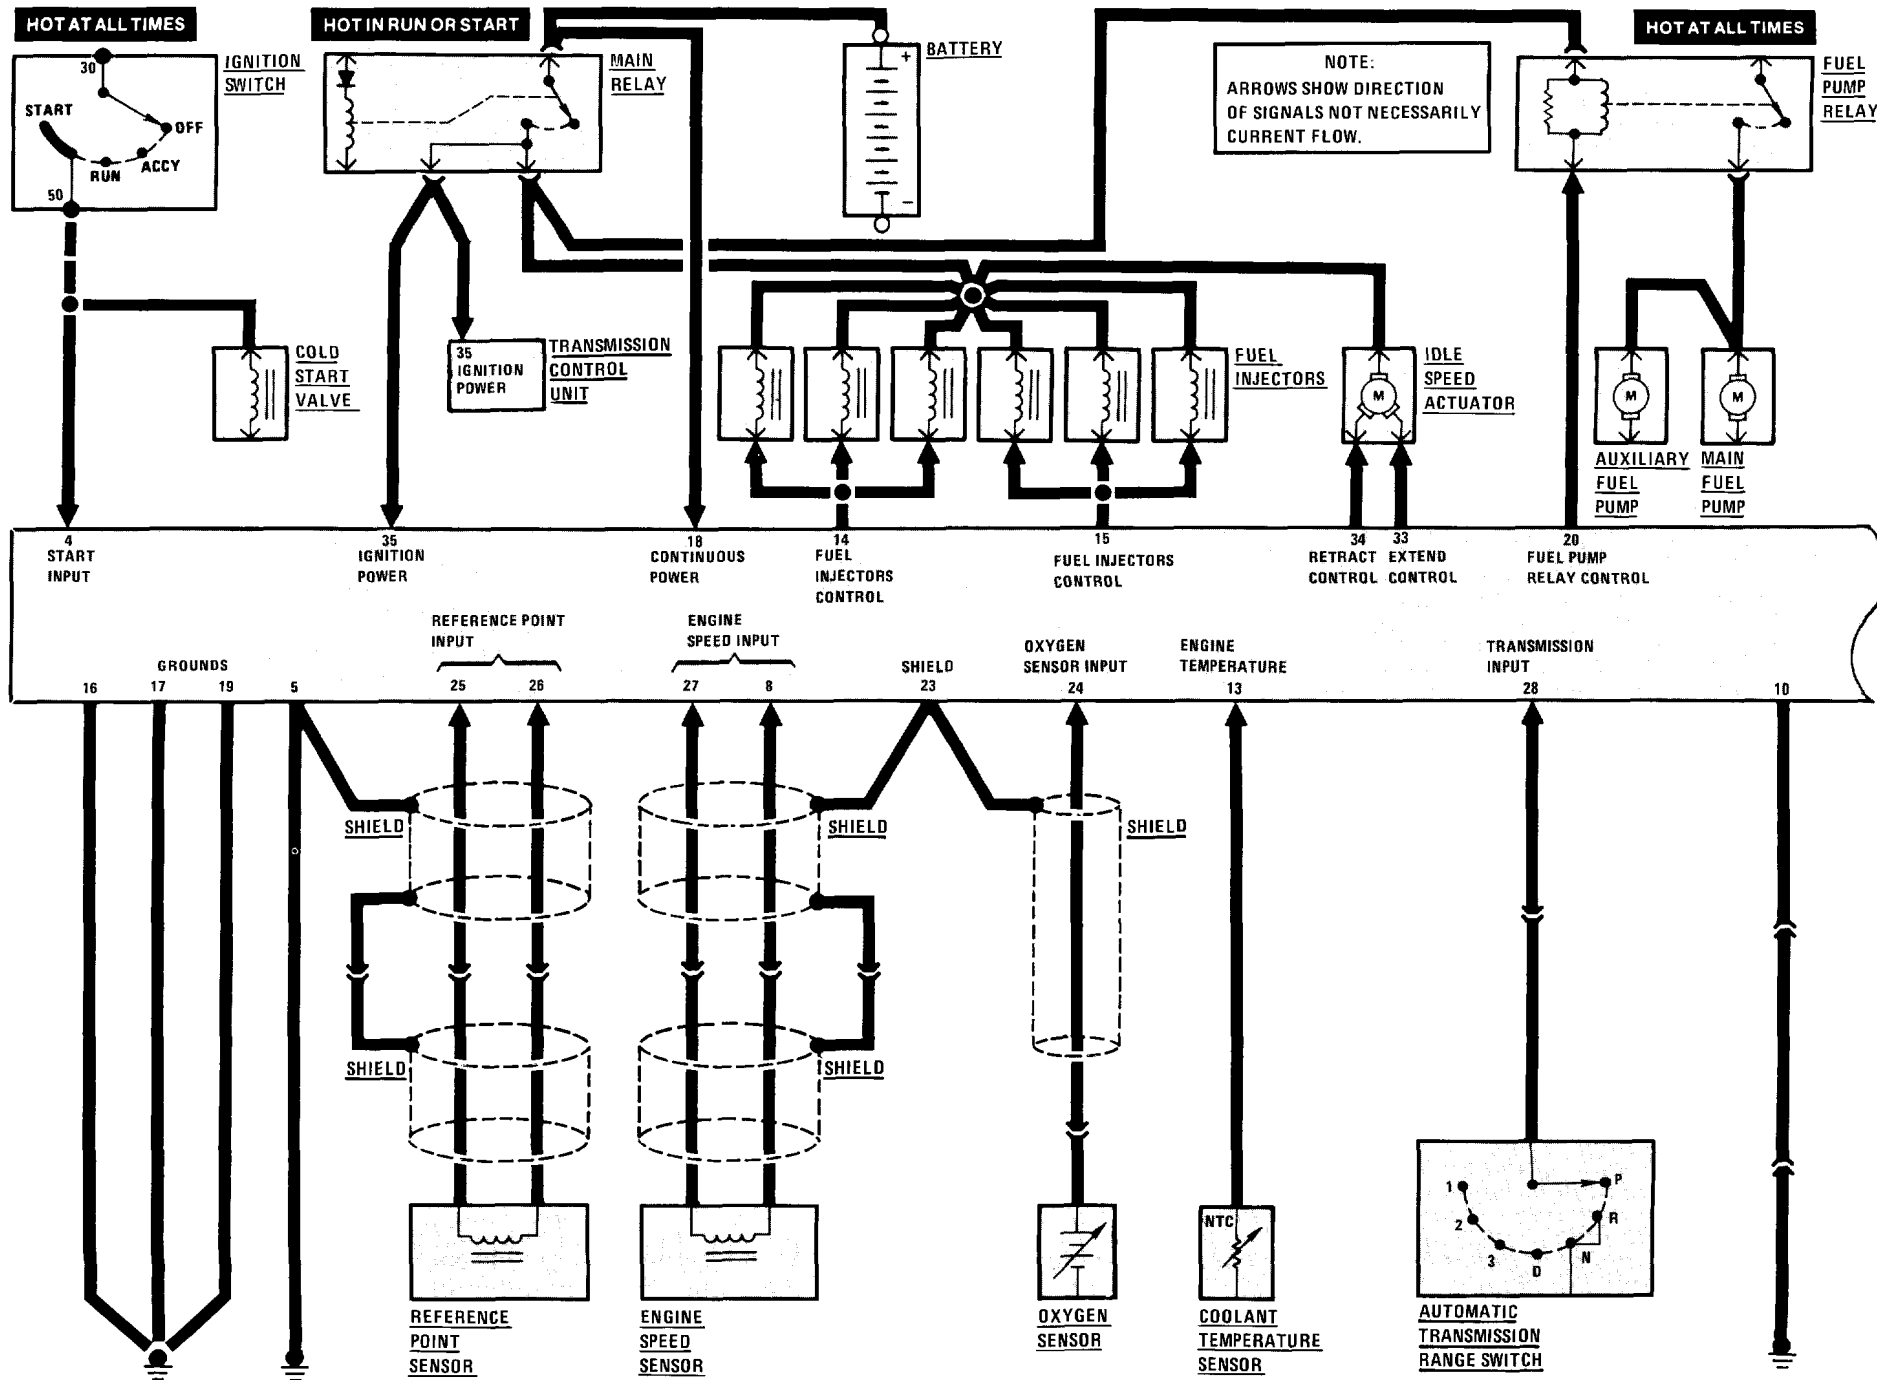 HOT AT ALL TIMES
HOT IN RUN OR START
HOT AT ALL TIMES
30
IGNITION
SWITCH
START
OFF
ACCY
RUN
50
MAIN
RELAY
+
BATTERY
−
NOTE:
ARROWS SHOW DIRECTION
OF SIGNALS NOT NECESSARILY
CURRENT FLOW.
FUEL
PUMP
RELAY
COLD
START
VALVE
35
IGNITION
POWER
TRANSMISSION
CONTROL
UNIT
FUEL
INJECTORS
M
IDLE
SPEED
ACTUATOR
M
M
AUXILIARY
FUEL
PUMP
MAIN
FUEL
PUMP
4
START
INPUT
35
IGNITION
POWER
18
CONTINUOUS
POWER
14
FUEL
INJECTORS
CONTROL
15
FUEL INJECTORS
CONTROL
34
RETRACT
CONTROL
33
EXTEND
CONTROL
20
FUEL PUMP
RELAY CONTROL
GROUNDS
16
17
19
5
REFERENCE POINT
INPUT
25
26
ENGINE
SPEED INPUT
27
8
SHIELD
23
OXYGEN
SENSOR INPUT
24
ENGINE
TEMPERATURE
13
TRANSMISSION
INPUT
28
10
SHIELD
SHIELD
SHIELD
SHIELD
SHIELD
REFERENCE
POINT
SENSOR
ENGINE
SPEED
SENSOR
OXYGEN
SENSOR
NTC
COOLANT
TEMPERATURE
SENSOR
1
2
3
D
N
R
P
AUTOMATIC
TRANSMISSION
RANGE SWITCH